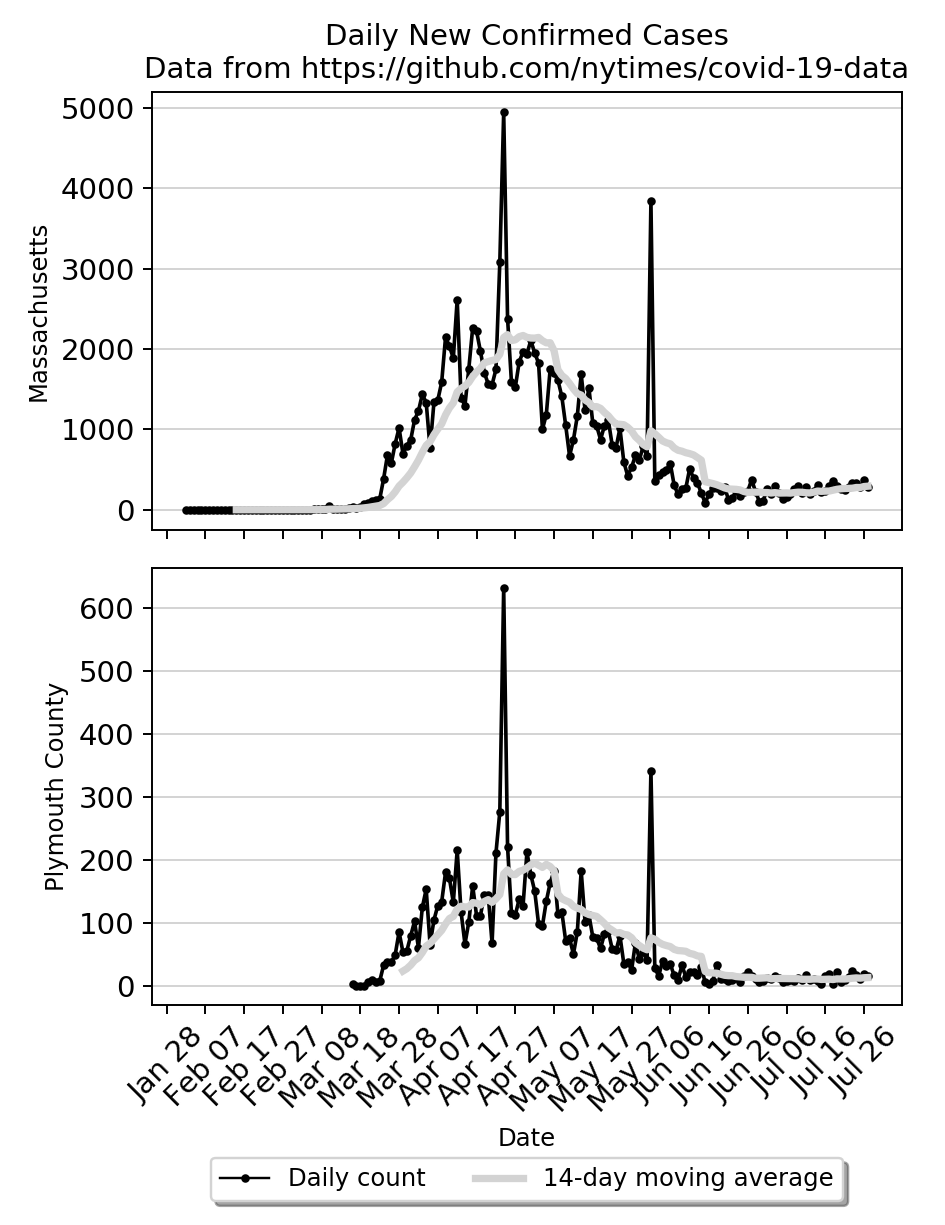 Daily New Confirmed Cases
Data from https://github.com/nytimes/covid-19-data
5000
4000
3000
2000
1000
0
Massachusetts
600
500
400
300
200
100
0
Plymouth County
Jan 28
Feb 07
Feb 17
Feb 27
Mar 08
Mar 18
Mar 28
Apr 07
Apr 17
Apr 27
May 07
May 17
May 27
Jun 06
Jun 16
Jun 26
Jul 06
Jul 16
Jul 26
Date
Daily count
14-day moving average